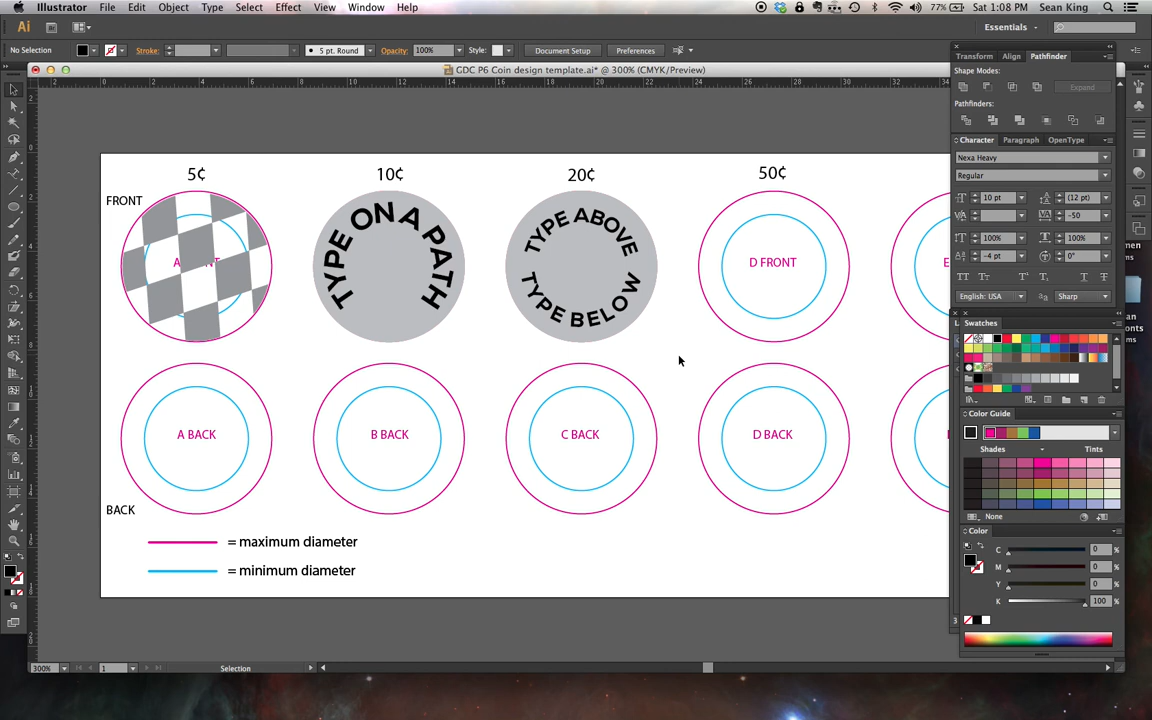 Illustrator File Edit Object Type Select Effect View Window Help 77% Sat 1:08 PM Sean King
Ai Essentials
No Selection Stroke: 5 pt. Round Opacity: 100% Style: Document Setup Preferences
GDC P6 Coin design template.ai* @ 300% (CMYK/Preview)
Transform Align Pathfinder
Shape Modes:
Expand
Pathfinders:
Character Paragraph OpenType
Nexa Heavy
Regular
10 pt (12 pt)
-50
100% 100%
-4 pt 0°
English: USA Sharp
Swatches
Color Guide
Shades Tints
None
Color
C 0 %
M 0 %
Y 0 %
K 100 %
5¢ 10¢ 20¢ 50¢
FRONT
TYPE ON A PATH
TYPE ABOVE
TYPE BELOW
D FRONT
A BACK B BACK C BACK D BACK
BACK
= maximum diameter
= minimum diameter
300% 1 Selection